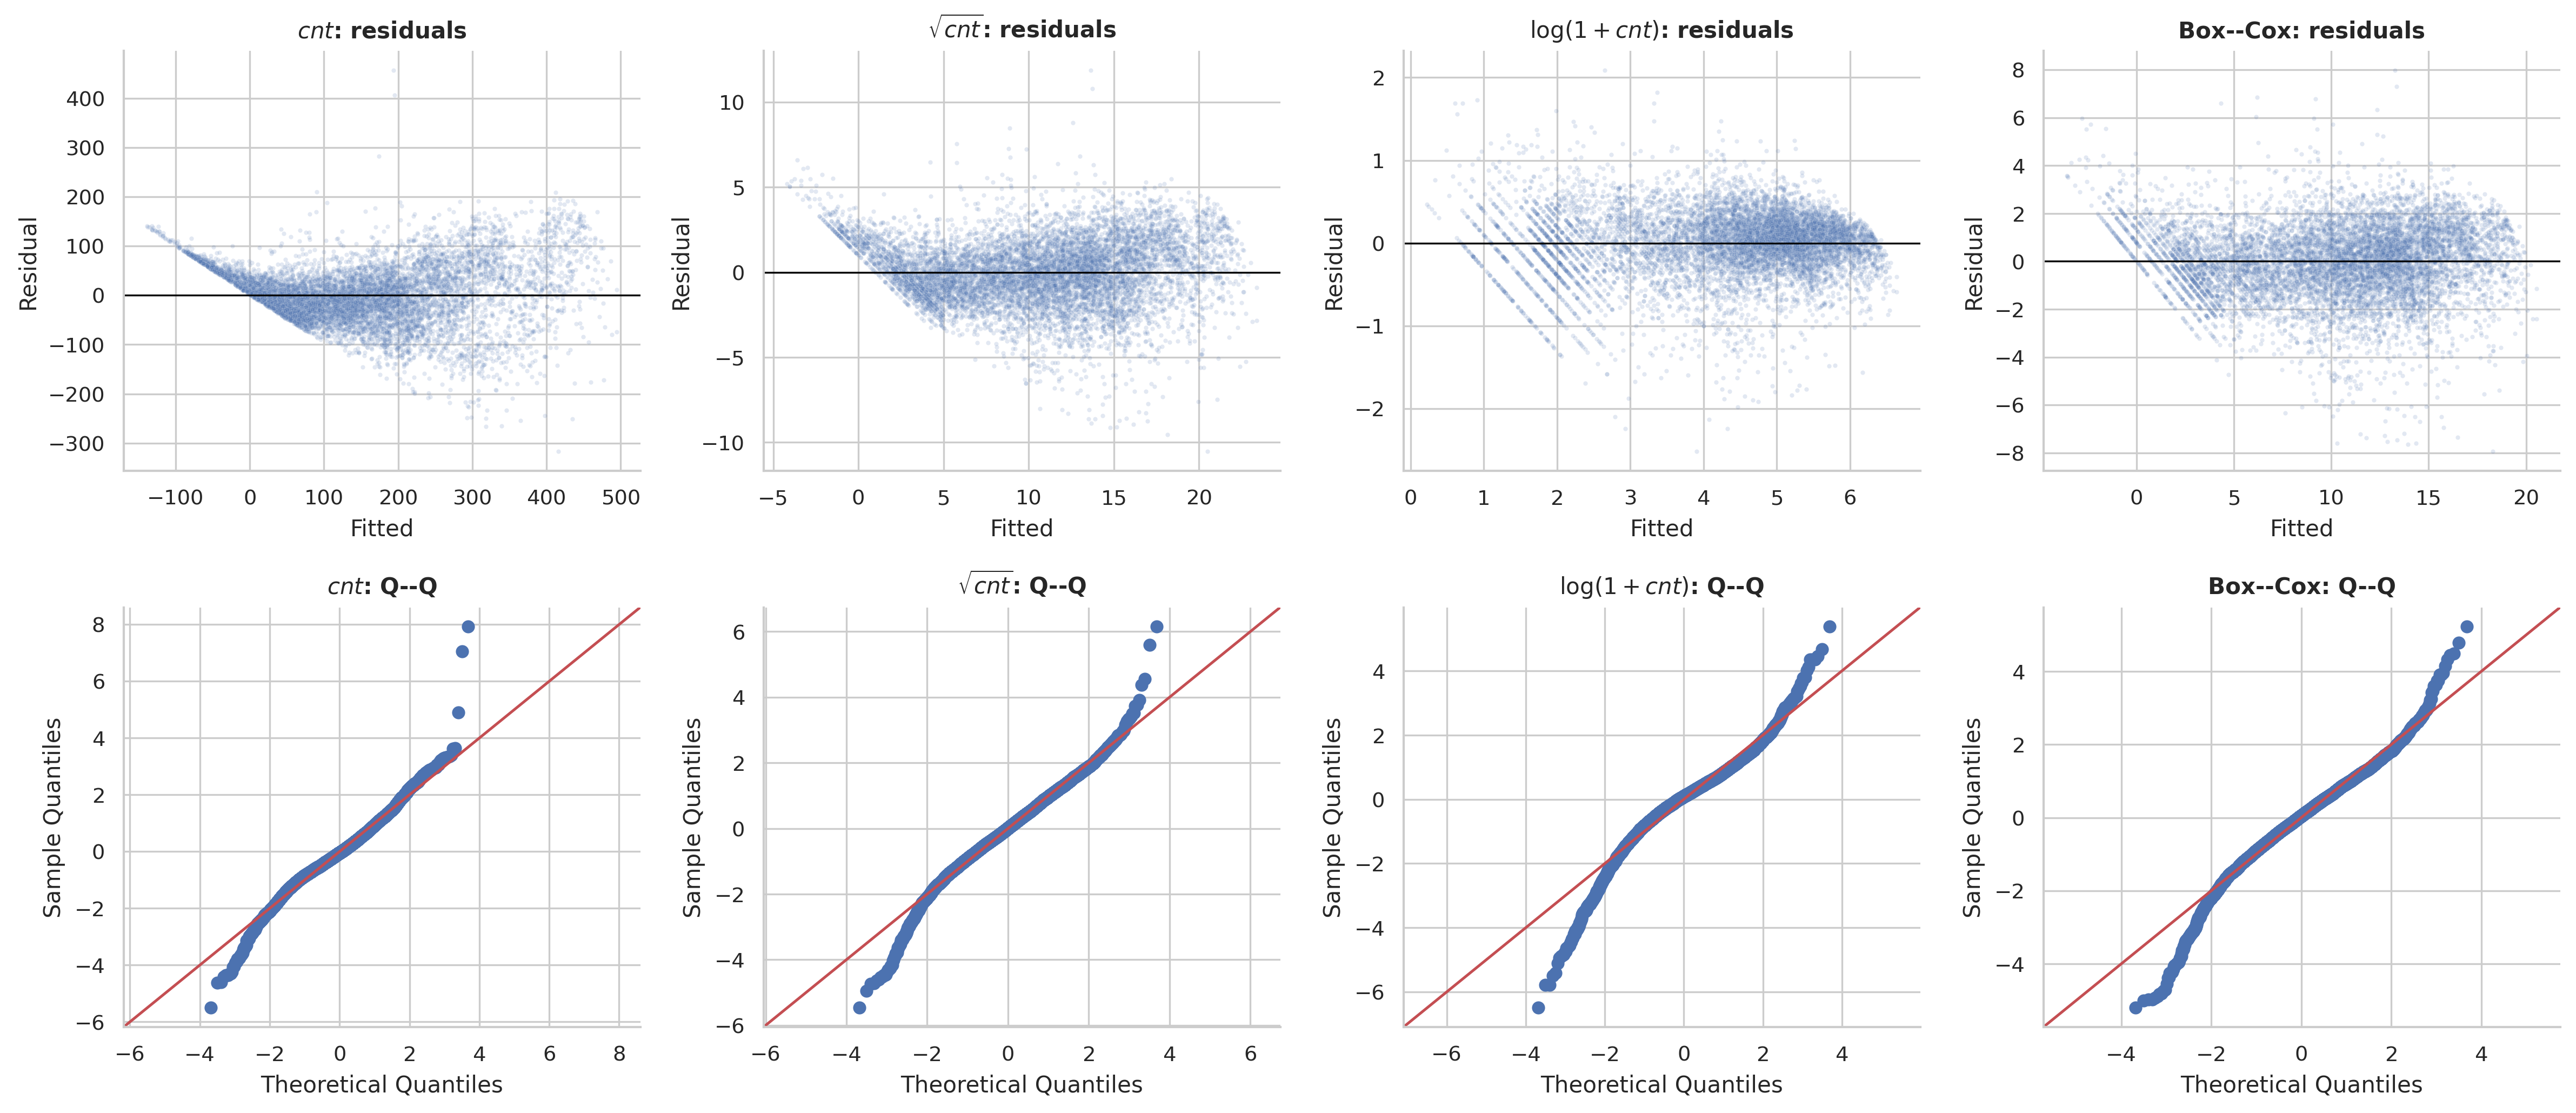 cnt: residuals
400
300
200
100
0
−100
−200
−300
Residual
−100 0 100 200 300 400 500
Fitted
√cnt: residuals
10
5
0
−5
−10
Residual
−5 0 5 10 15 20
Fitted
log(1 + cnt): residuals
2
1
0
−1
−2
Residual
0 1 2 3 4 5 6
Fitted
Box--Cox: residuals
8
6
4
2
0
−2
−4
−6
−8
Residual
0 5 10 15 20
Fitted
cnt: Q--Q
8
6
4
2
0
−2
−4
−6
Sample Quantiles
−6 −4 −2 0 2 4 6 8
Theoretical Quantiles
√cnt: Q--Q
6
4
2
0
−2
−4
−6
Sample Quantiles
−6 −4 −2 0 2 4 6
Theoretical Quantiles
log(1 + cnt): Q--Q
4
2
0
−2
−4
−6
Sample Quantiles
−6 −4 −2 0 2 4
Theoretical Quantiles
Box--Cox: Q--Q
4
2
0
−2
−4
Sample Quantiles
−4 −2 0 2 4
Theoretical Quantiles